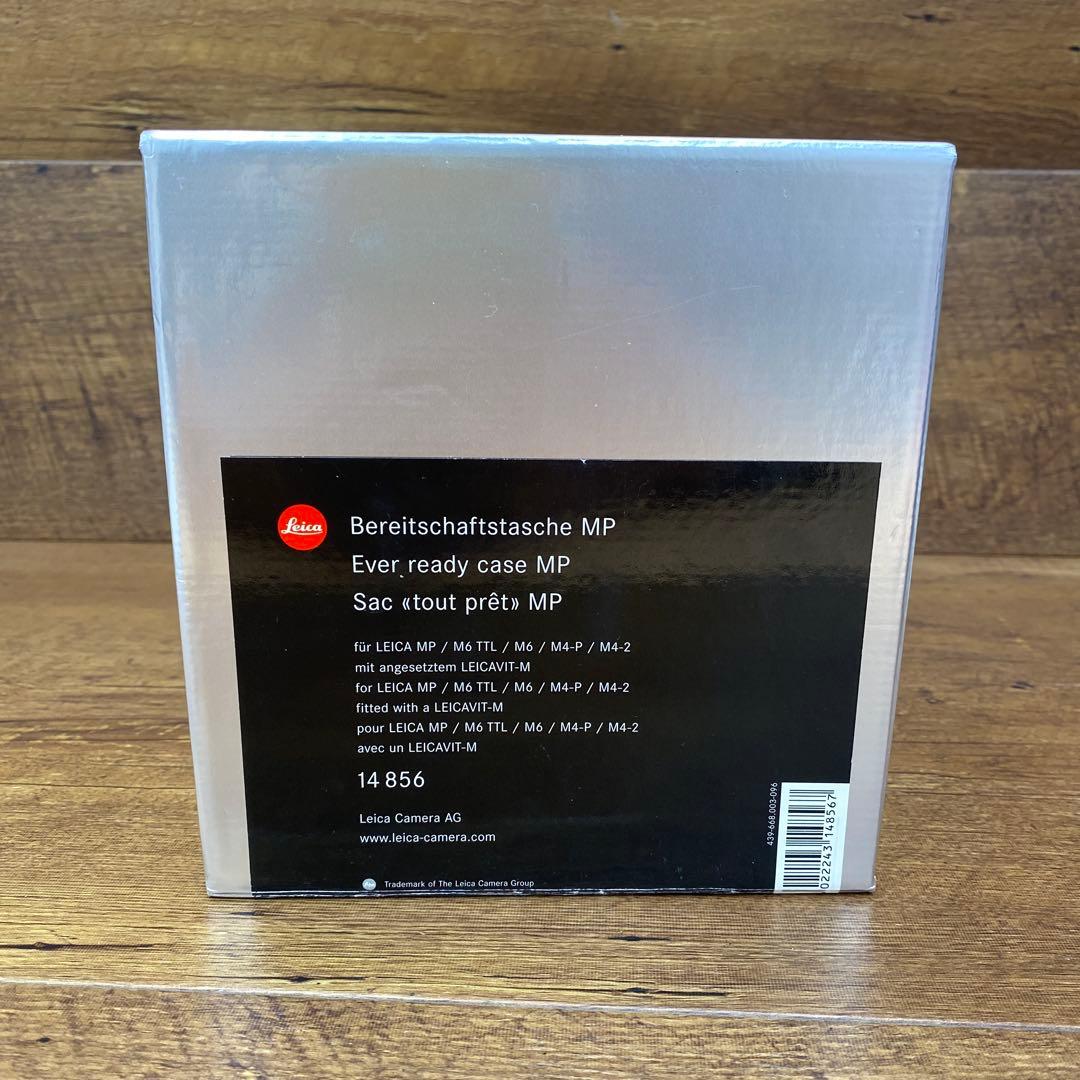 Leica
Bereitschaftstasche MP
Ever ready case MP
Sac «tout prêt» MP
für LEICA MP / M6 TTL / M6 / M4-P / M4-2
mit angesetztem LEICAVIT-M
for LEICA MP / M6 TTL / M6 / M4-P / M4-2
fitted with a LEICAVIT-M
pour LEICA MP / M6 TTL / M6 / M4-P / M4-2
avec un LEICAVIT-M
14 856
Leica Camera AG
www.leica-camera.com
439-668.003-096
022243 148567
Trademark of The Leica Camera Group